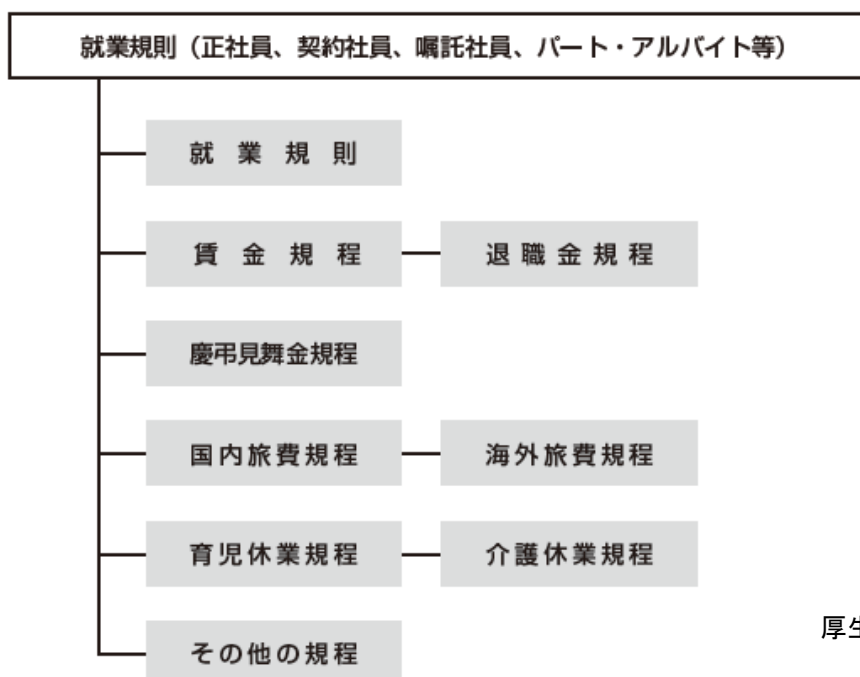 就業規則（正社員、契約社員、嘱託社員、パート・アルバイト等）
就業規則
賃金規程
退職金規程
慶弔見舞金規程
国内旅費規程
海外旅費規程
育児休業規程
介護休業規程
厚生
その他の規程